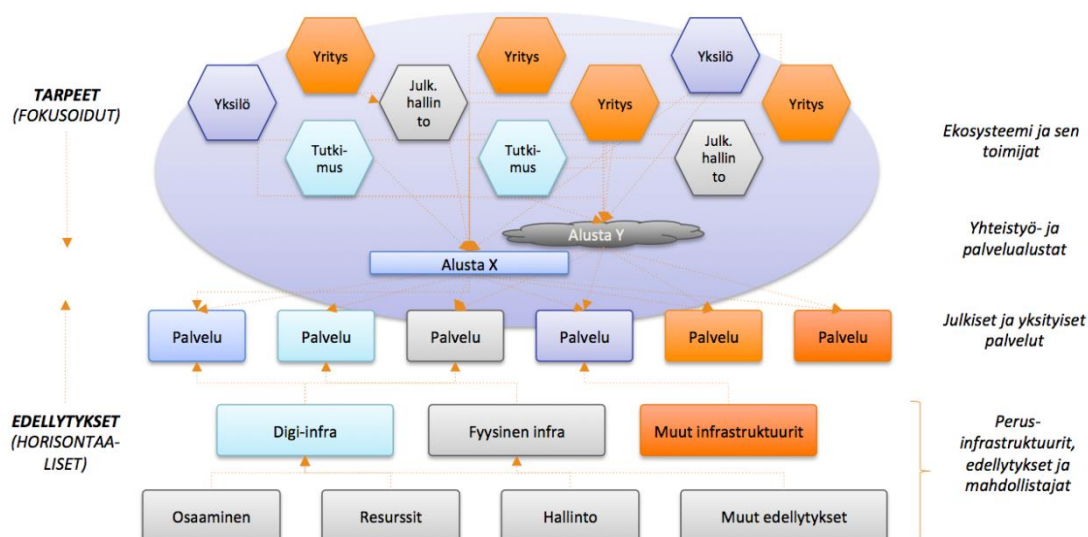 Yritys
Yritys
Yksilö
Yksilö
Julk.
hallin
to
Yritys
Yritys
Tutki-
mus
Tutki-
mus
Julk.
hallin
to
TARPEET
(FOKUSOIDUT)
Ekosysteemi ja sen
toimijat
Alusta Y
Alusta X
Yhteistyö- ja
palvelualustat
Palvelu
Palvelu
Palvelu
Palvelu
Palvelu
Palvelu
Julkiset ja yksityiset
palvelut
EDELLYTYKSET
(HORISONTAA-
LISET)
Digi-infra
Fyysinen infra
Muut infrastruktuurit
Osaaminen
Resurssit
Hallinto
Muut edellytykset
Perus-
infrastruktuurit,
edellytykset ja
mahdollistajat